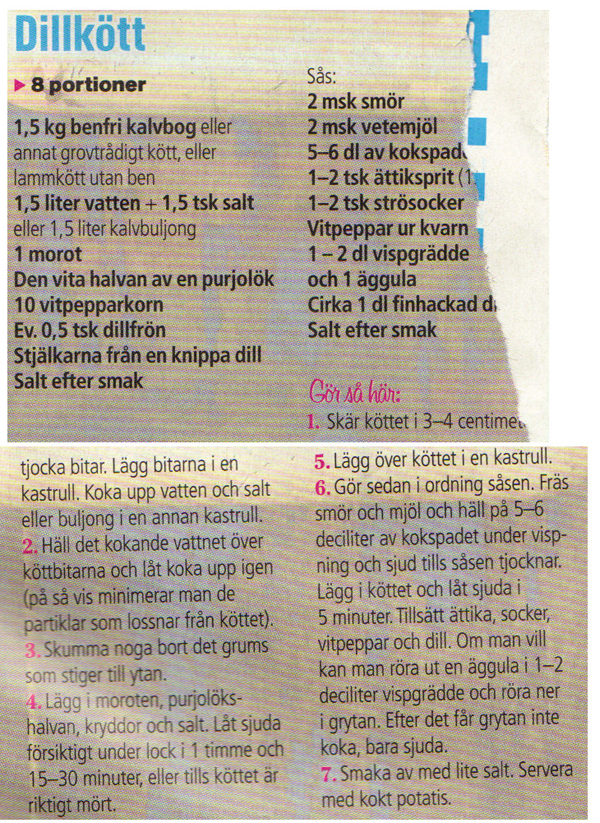 Dillkött
▶ 8 portioner
1,5 kg benfri kalvbog eller
annat grovtrådigt kött, eller
lammkött utan ben
1,5 liter vatten + 1,5 tsk salt
eller 1,5 liter kalvbuljong
1 morot
Den vita halvan av en purjolök
10 vitpepparkorn
Ev. 0,5 tsk dillfrön
Stjälkarna från en knippa dill
Salt efter smak
Sås:
2 msk smör
2 msk vetemjöl
5–6 dl av kokspad
1–2 tsk ättiksprit (1
1–2 tsk strösocker
Vitpeppar ur kvarn
1 – 2 dl vispgrädde
och 1 äggula
Cirka 1 dl finhackad d
Salt efter smak
Gör så här:
1. Skär köttet i 3–4 centime
tjocka bitar. Lägg bitarna i en
kastrull. Koka upp vatten och salt
eller buljong i en annan kastrull.
2. Häll det kokande vattnet över
köttbitarna och låt koka upp igen
(på så vis minimerar man de
partiklar som lossnar från köttet).
3. Skumma noga bort det grums
som stiger till ytan.
4. Lägg i moroten, purjolöks-
halvan, kryddor och salt. Låt sjuda
försiktigt under lock i 1 timme och
15–30 minuter, eller tills köttet är
riktigt mört.
5. Lägg över köttet i en kastrull.
6. Gör sedan i ordning såsen. Fräs
smör och mjöl och häll på 5–6
deciliter av kokspadet under visp-
ning och sjud tills såsen tjocknar.
Lägg i köttet och låt sjuda i
5 minuter. Tillsätt ättika, socker,
vitpeppar och dill. Om man vill
kan man röra ut en äggula i 1–2
deciliter vispgrädde och röra ner
i grytan. Efter det får grytan inte
koka, bara sjuda.
7. Smaka av med lite salt. Servera
med kokt potatis.